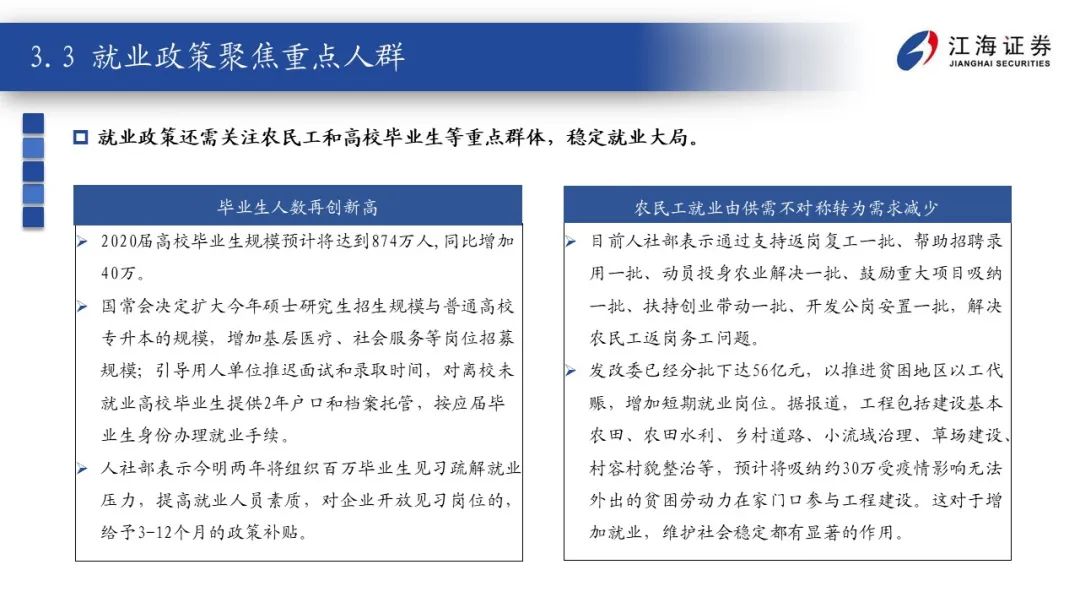 3.3 就业政策聚焦重点人群
江海证券
JIANGHAI SECURITIES
就业政策还需关注农民工和高校毕业生等重点群体，稳定就业大局。
毕业生人数再创新高
2020届高校毕业生规模预计将达到874万人,同比增加
40万。
国常会决定扩大今年硕士研究生招生规模与普通高校
专升本的规模，增加基层医疗、社会服务等岗位招募
规模；引导用人单位推迟面试和录取时间，对离校未
就业高校毕业生提供2年户口和档案托管，按应届毕
业生身份办理就业手续。
人社部表示今明两年将组织百万毕业生见习疏解就业
压力，提高就业人员素质，对企业开放见习岗位的，
给予3-12个月的政策补贴。
农民工就业由供需不对称转为需求减少
目前人社部表示通过支持返岗复工一批、帮助招聘录
用一批、动员投身农业解决一批、鼓励重大项目吸纳
一批、扶持创业带动一批、开发公岗安置一批，解决
农民工返岗务工问题。
发改委已经分批下达56亿元，以推进贫困地区以工代
赈，增加短期就业岗位。据报道，工程包括建设基本
农田、农田水利、乡村道路、小流域治理、草场建设、
村容村貌整治等，预计将吸纳约30万受疫情影响无法
外出的贫困劳动力在家门口参与工程建设。这对于增
加就业，维护社会稳定都有显著的作用。